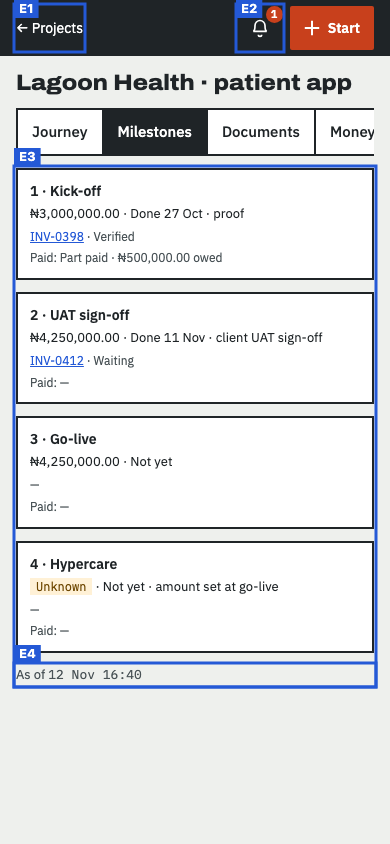 E1
E2
← Projects
1
+ Start
Lagoon Health · patient app
Journey
Milestones
Documents
Money
E3
1 · Kick-off
₦3,000,000.00 · Done 27 Oct · proof
INV-0398 · Verified
Paid: Part paid · ₦500,000.00 owed
2 · UAT sign-off
₦4,250,000.00 · Done 11 Nov · client UAT sign-off
INV-0412 · Waiting
Paid: —
3 · Go-live
₦4,250,000.00 · Not yet
—
Paid: —
4 · Hypercare
Unknown · Not yet · amount set at go-live
—
Paid: —
E4
As of 12 Nov 16:40